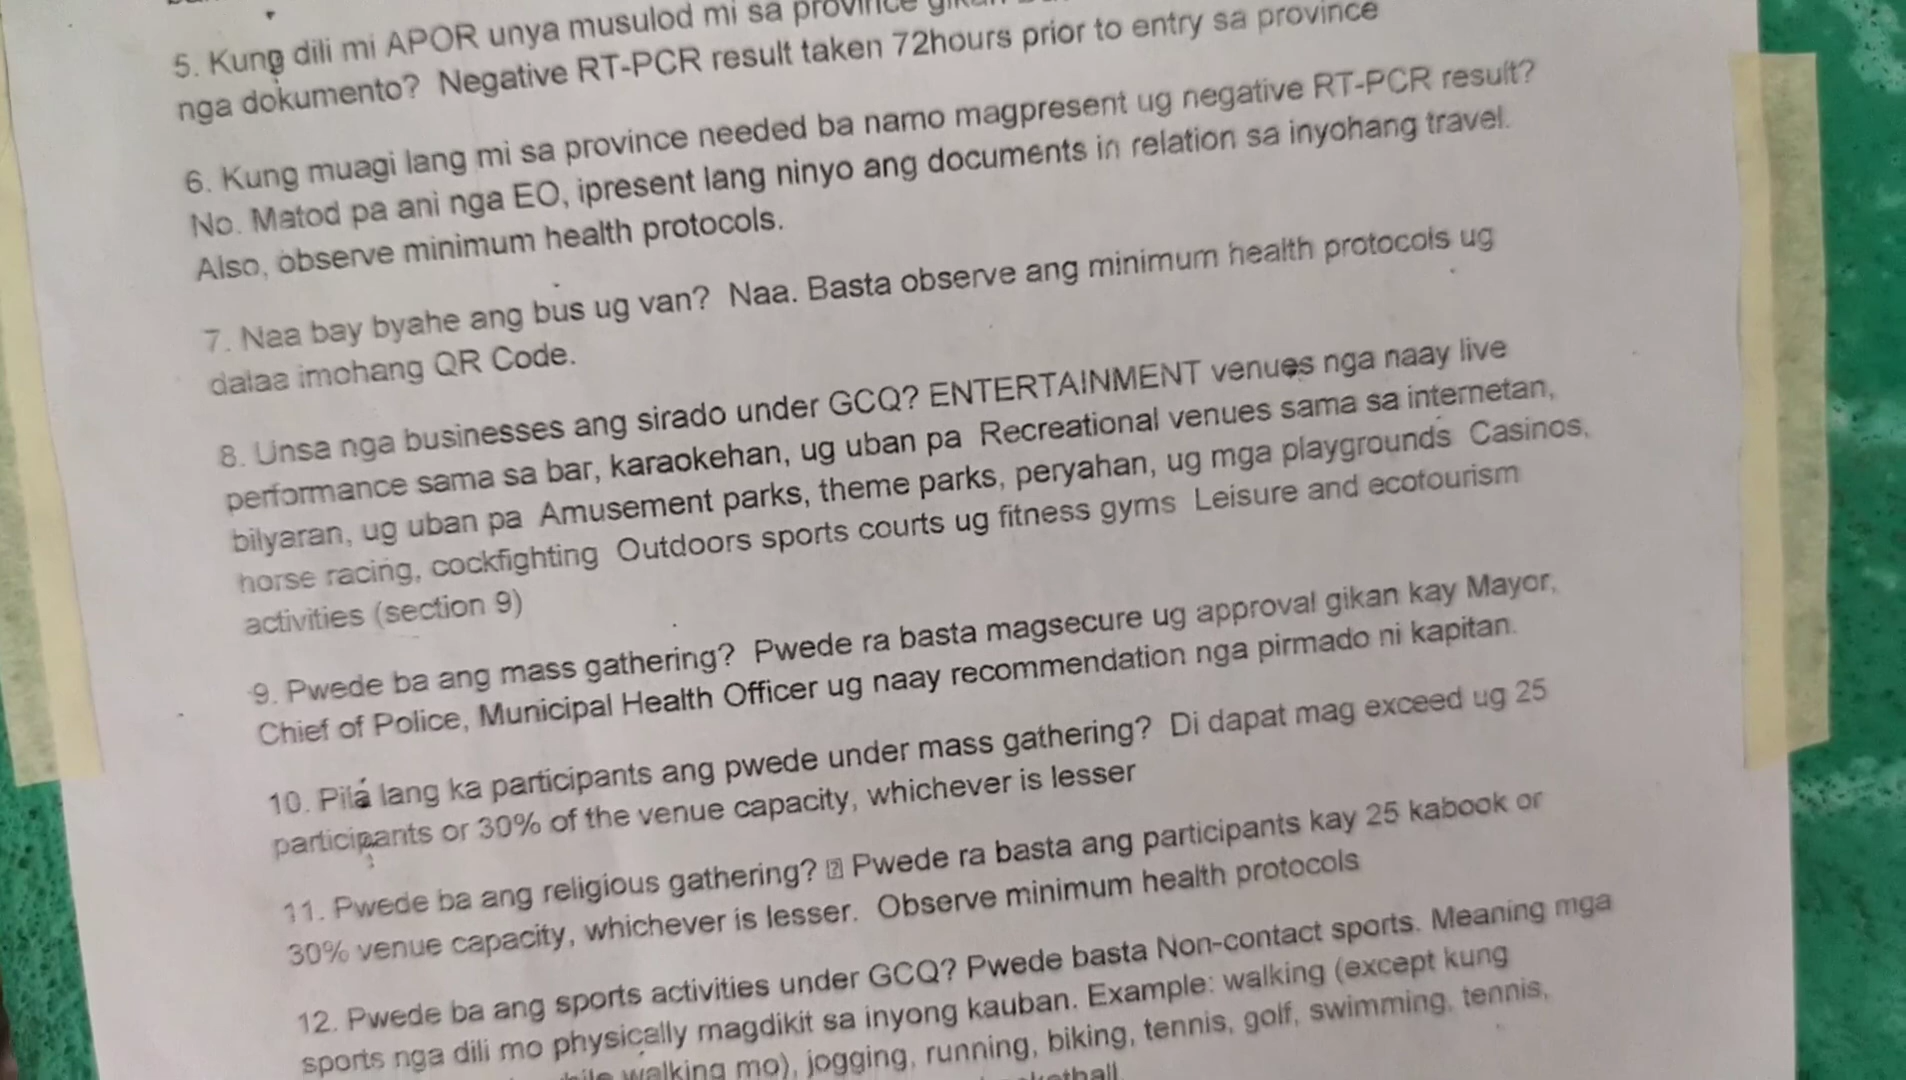 5. Kung dili mi APOR unya musulod mi sa province
nga dokumento? Negative RT-PCR result taken 72hours prior to entry sa province
6. Kung muagi lang mi sa province needed ba namo magpresent ug negative RT-PCR result?
No. Matod pa ani nga EO, ipresent lang ninyo ang documents in relation sa inyohang travel.
Also, observe minimum health protocols.
7. Naa bay byahe ang bus ug van? Naa. Basta observe ang minimum health protocols ug
dalaa imohang QR Code.
8. Unsa nga businesses ang sirado under GCQ? ENTERTAINMENT venues nga naay live
performance sama sa bar, karaokehan, ug uban pa Recreational venues sama sa internetan,
bilyaran, ug uban pa Amusement parks, theme parks, peryahan, ug mga playgrounds Casinos,
horse racing, cockfighting Outdoors sports courts ug fitness gyms Leisure and ecotourism
activities (section 9)
9. Pwede ba ang mass gathering? Pwede ra basta magsecure ug approval gikan kay Mayor,
Chief of Police, Municipal Health Officer ug naay recommendation nga pirmado ni kapitan.
10. Pila lang ka participants ang pwede under mass gathering? Di dapat mag exceed ug 25
participants or 30% of the venue capacity, whichever is lesser
11. Pwede ba ang religious gathering? Pwede ra basta ang participants kay 25 kabook or
30% venue capacity, whichever is lesser. Observe minimum health protocols
12. Pwede ba ang sports activities under GCQ? Pwede basta Non-contact sports. Meaning mga
sports nga dili mo physically magdikit sa inyong kauban. Example: walking (except kung
walking mo), jogging, running, biking, tennis, golf, swimming, tennis,